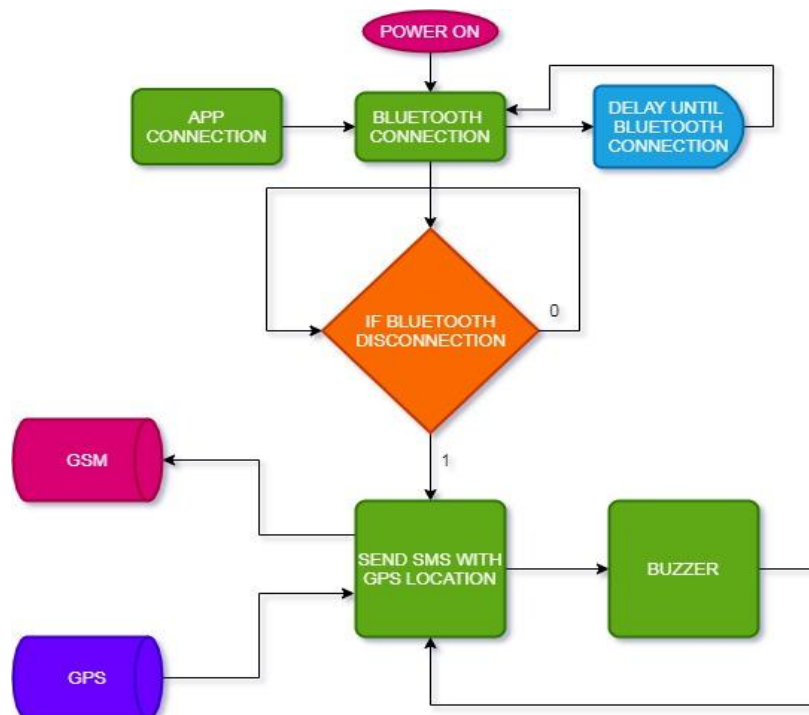 POWER ON
APP
CONNECTION
BLUETOOTH
CONNECTION
DELAY UNTIL
BLUETOOTH
CONNECTION
IF BLUETOOTH
DISCONNECTION
0
1
GSM
SEND SMS WITH
GPS LOCATION
BUZZER
GPS